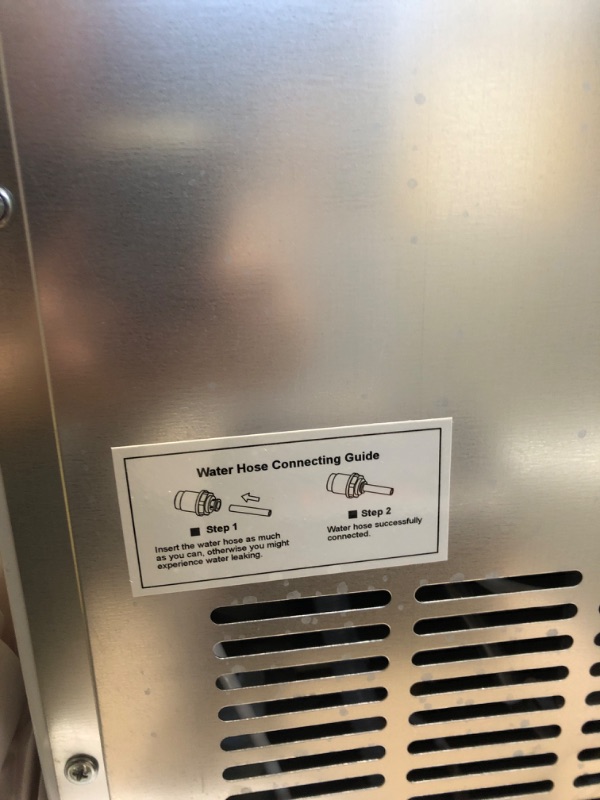 Water Hose Connecting Guide
Step 1
Insert the water hose as much
as you can, otherwise you might
experience water leaking.
Step 2
Water hose successfully
connected.